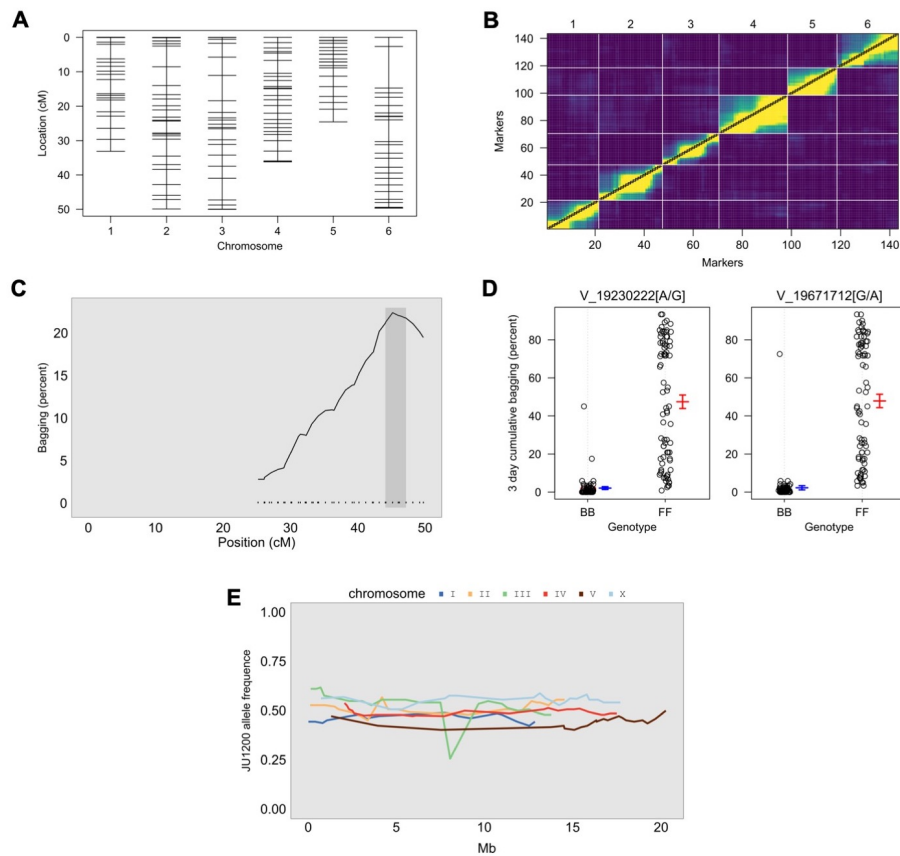 A
0
10
20
30
40
50
Location (cM)
1 2 3 4 5 6
Chromosome
B
1 2 3 4 5 6
140
120
100
80
60
40
20
Markers
20 40 60 80 100 120 140
Markers
C
20
15
10
5
0
Bagging (percent)
0 10 20 30 40 50
Position (cM)
D
V_19230222[A/G] V_19671712[G/A]
80
60
40
20
0
3 day cumulative bagging (percent)
BB FF
Genotype
80
60
40
20
0
BB FF
Genotype
E
chromosome I II III IV V X
1.00
0.75
0.50
0.25
0.00
JU1200 allele frequence
0 5 10 15 20
Mb